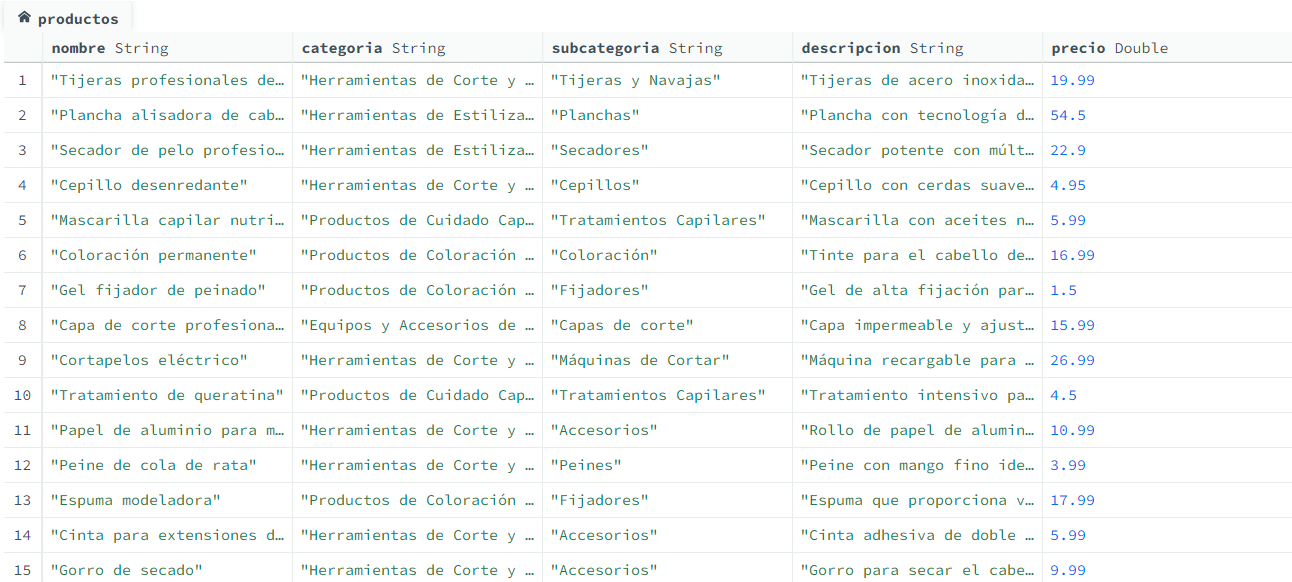 productos
nombre String categoria String subcategoria String descripcion String precio Double
1 "Tijeras profesionales de… "Herramientas de Corte y … "Tijeras y Navajas" "Tijeras de acero inoxida… 19.99
2 "Plancha alisadora de cab… "Herramientas de Estiliza… "Planchas" "Plancha con tecnología d… 54.5
3 "Secador de pelo profesio… "Herramientas de Estiliza… "Secadores" "Secador potente con múlt… 22.9
4 "Cepillo desenredante" "Herramientas de Corte y … "Cepillos" "Cepillo con cerdas suave… 4.95
5 "Mascarilla capilar nutri… "Productos de Cuidado Cap… "Tratamientos Capilares" "Mascarilla con aceites n… 5.99
6 "Coloración permanente" "Productos de Coloración … "Coloración" "Tinte para el cabello de… 16.99
7 "Gel fijador de peinado" "Productos de Coloración … "Fijadores" "Gel de alta fijación par… 1.5
8 "Capa de corte profesiona… "Equipos y Accesorios de … "Capas de corte" "Capa impermeable y ajust… 15.99
9 "Cortapelos eléctrico" "Herramientas de Corte y … "Máquinas de Cortar" "Máquina recargable para … 26.99
10 "Tratamiento de queratina" "Productos de Cuidado Cap… "Tratamientos Capilares" "Tratamiento intensivo pa… 4.5
11 "Papel de aluminio para m… "Herramientas de Corte y … "Accesorios" "Rollo de papel de alumin… 10.99
12 "Peine de cola de rata" "Herramientas de Corte y … "Peines" "Peine con mango fino ide… 3.99
13 "Espuma modeladora" "Productos de Coloración … "Fijadores" "Espuma que proporciona v… 17.99
14 "Cinta para extensiones d… "Herramientas de Corte y … "Accesorios" "Cinta adhesiva de doble … 5.99
15 "Gorro de secado" "Herramientas de Corte y … "Accesorios" "Gorro para secar el cabe… 9.99